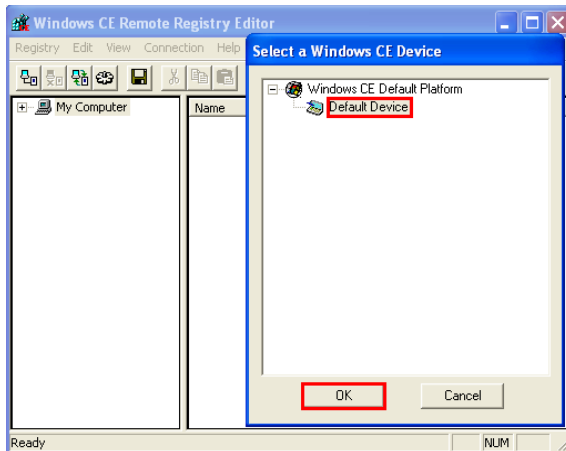 Windows CE Remote Registry Editor
Registry Edit View Connection Help
Select a Windows CE Device
My Computer
Name
Windows CE Default Platform
Default Device
OK
Cancel
Ready
NUM